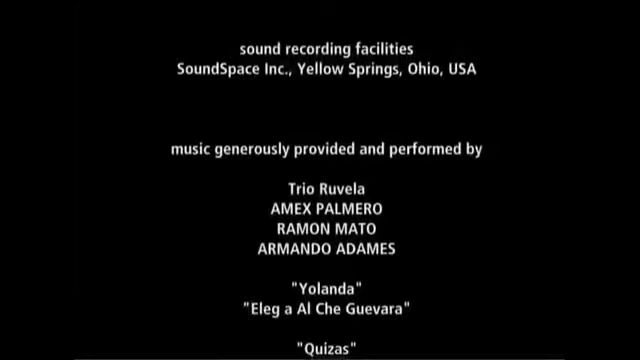 sound recording facilities
SoundSpace Inc., Yellow Springs, Ohio, USA
music generously provided and performed by
Trio Ruvela
AMEX PALMERO
RAMON MATO
ARMANDO ADAMES
"Yolanda"
"Eleg a Al Che Guevara"
"Quizas"